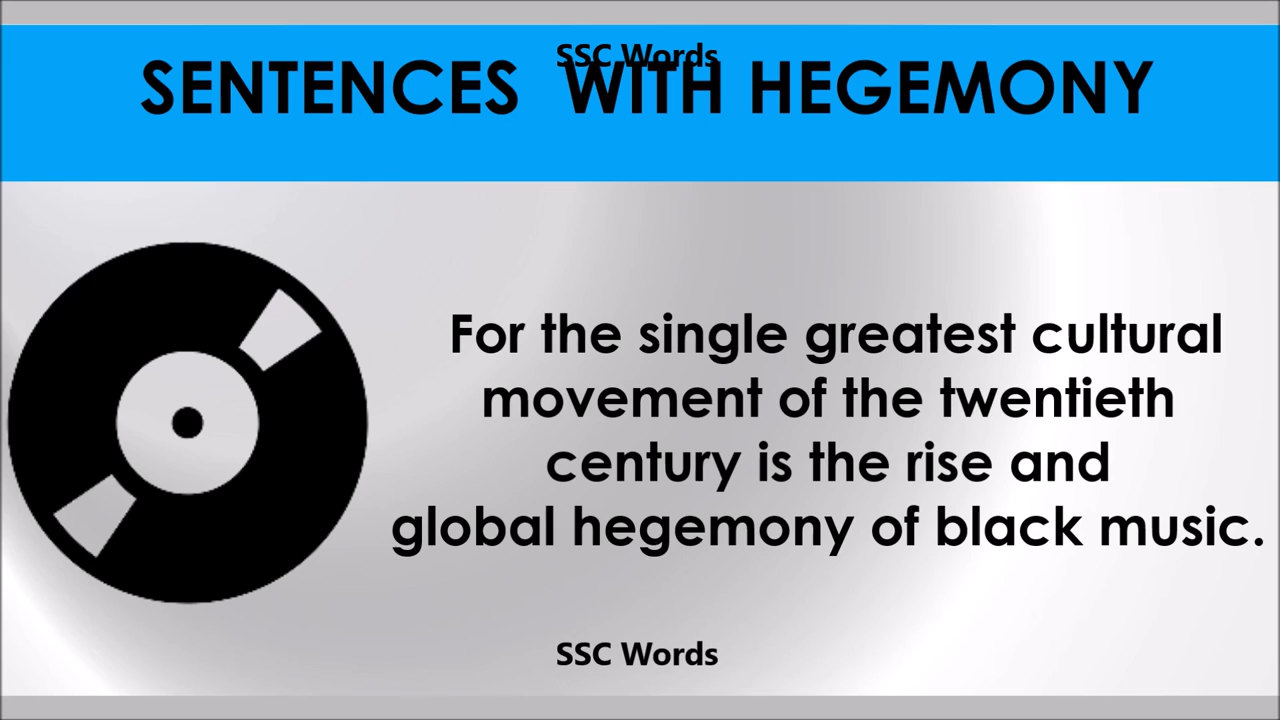 SSC Words
SENTENCES WITH HEGEMONY
For the single greatest cultural
movement of the twentieth
century is the rise and
global hegemony of black music.
SSC Words